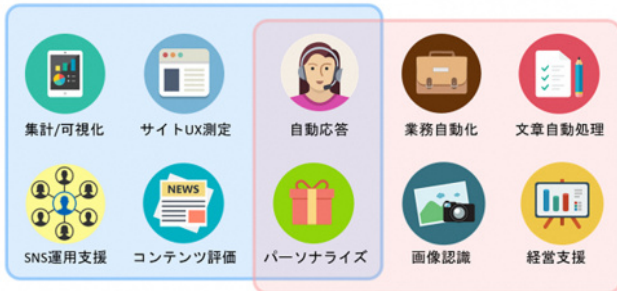 集計/可視化
サイトUX測定
自動応答
業務自動化
文章自動処理
NEWS
SNS運用支援
コンテンツ評価
パーソナライズ
画像認識
経営支援